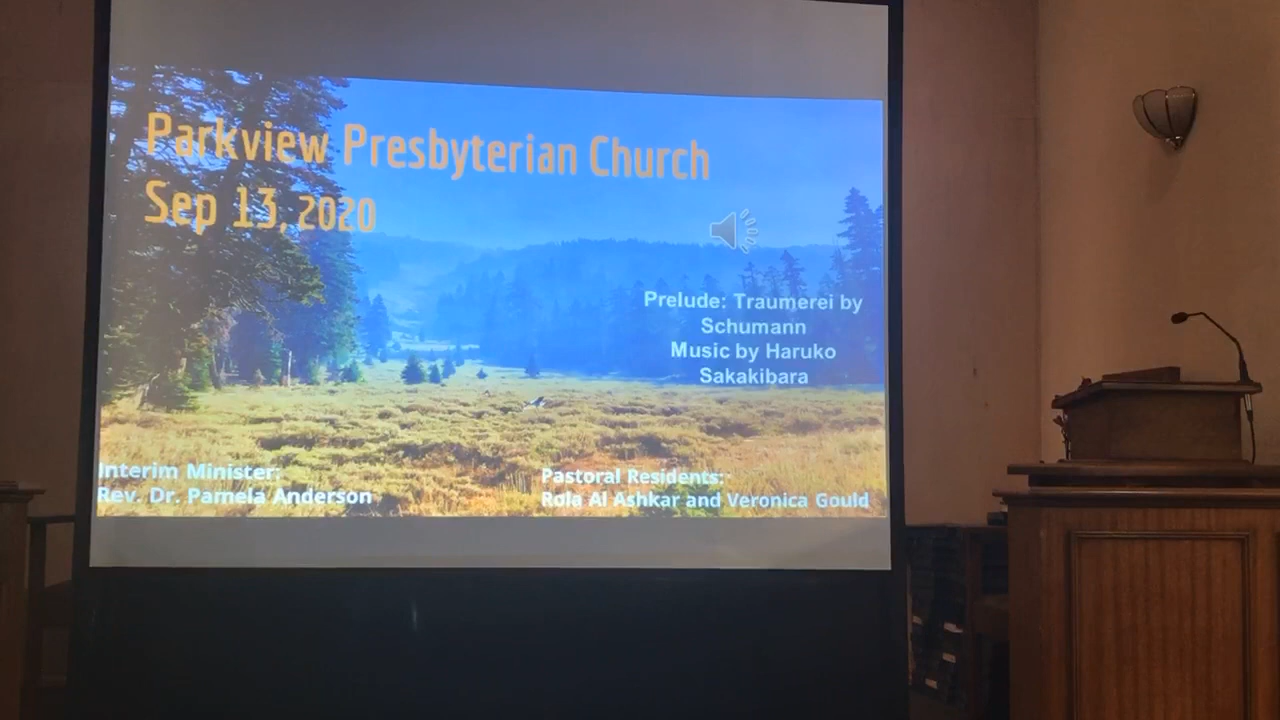 Parkview Presbyterian Church
Sep 13, 2020
Prelude: Traumerei by
Schumann
Music by Haruko
Sakakibara
Interim Minister:
Rev. Dr. Pamela Anderson
Pastoral Residents:
Rola Al Ashkar and Veronica Gould